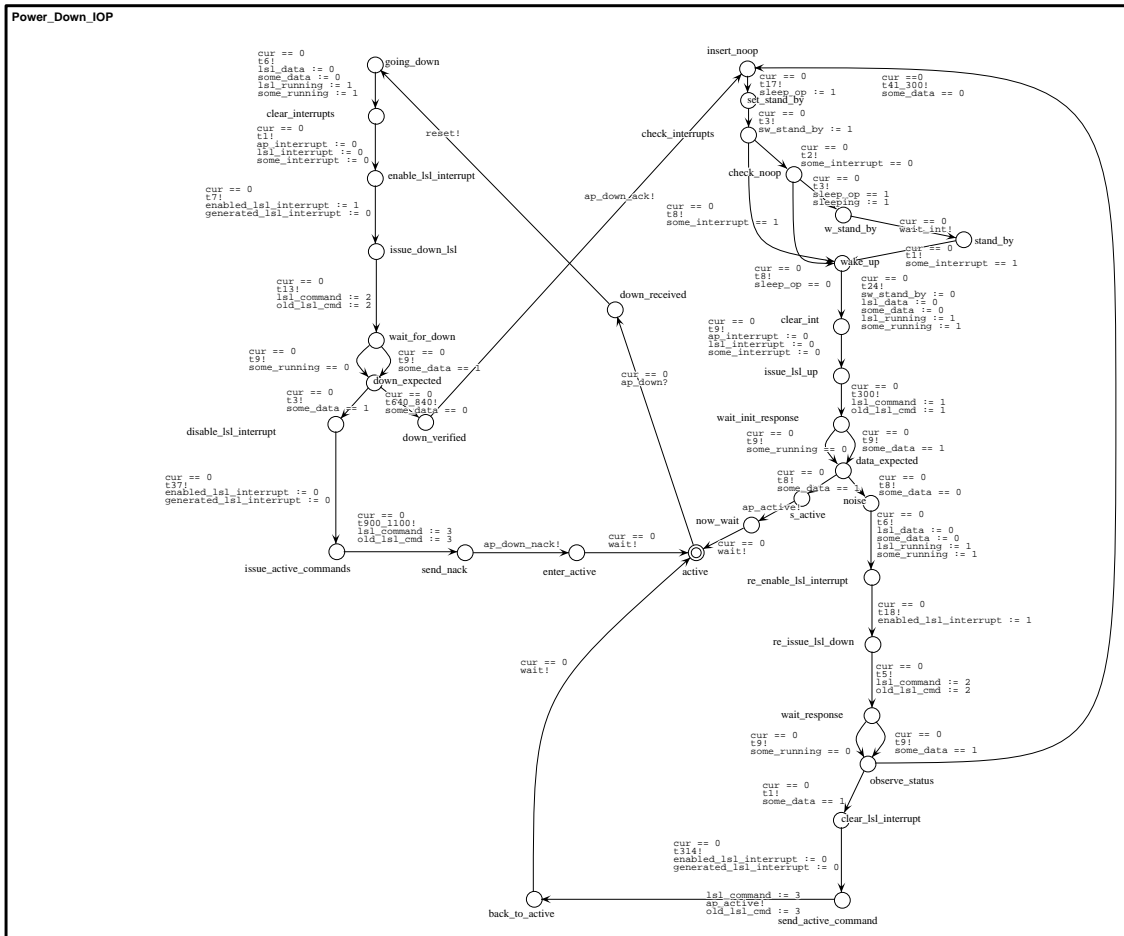 Power_Down_IOP
cur == 0
t6!
lsl_data := 0
some_data := 0
lsl_running := 1
some_running := 1
going_down
clear_interrupts
cur == 0
t1!
ap_interrupt := 0
lsl_interrupt := 0
some_interrupt := 0
enable_lsl_interrupt
cur == 0
t7!
enabled_lsl_interrupt := 1
generated_lsl_interrupt := 0
issue_down_lsl
cur == 0
t13!
lsl_command := 2
old_lsl_cmd := 2
wait_for_down
cur == 0
t9!
some_running == 0
cur == 0
t9!
some_data == 1
down_expected
cur == 0
t3!
some_data == 1
cur == 0
t640_840!
some_data == 0
down_verified
disable_lsl_interrupt
cur == 0
t37!
enabled_lsl_interrupt := 0
generated_lsl_interrupt := 0
issue_active_commands
cur == 0
t900_1100!
lsl_command := 3
old_lsl_cmd := 3
send_nack
ap_down_nack!
enter_active
cur == 0
wait!
active
reset!
down_received
cur == 0
ap_down?
ap_down_ack!
insert_noop
cur == 0
t17!
sleep_op := 1
cur ==0
t41_300!
some_data == 0
set_stand_by
cur == 0
t3!
sw_stand_by := 1
check_interrupts
cur == 0
t2!
some_interrupt == 0
check_noop
cur == 0
t3!
sleep_op == 1
sleeping := 1
w_stand_by
cur == 0
wait_int!
stand_by
cur == 0
t8!
some_interrupt == 1
cur == 0
t1!
some_interrupt == 1
wake_up
cur == 0
t8!
sleep_op == 0
cur == 0
t24!
sw_stand_by := 0
lsl_data := 0
some_data := 0
lsl_running := 1
some_running := 1
clear_int
cur == 0
t9!
ap_interrupt := 0
lsl_interrupt := 0
some_interrupt := 0
issue_lsl_up
cur == 0
t300!
lsl_command := 1
old_lsl_cmd := 1
wait_init_response
cur == 0
t9!
some_running == 0
cur == 0
t9!
some_data == 1
data_expected
cur == 0
t8!
some_data == 1
cur == 0
t8!
some_data == 0
noise
s_active
ap_active!
now_wait
cur == 0
wait!
cur == 0
t6!
lsl_data := 0
some_data := 0
lsl_running := 1
some_running := 1
re_enable_lsl_interrupt
cur == 0
t18!
enabled_lsl_interrupt := 1
re_issue_lsl_down
cur == 0
t5!
lsl_command := 2
old_lsl_cmd := 2
wait_response
cur == 0
t9!
some_running == 0
cur == 0
t9!
some_data == 1
observe_status
cur == 0
t1!
some_data == 1
clear_lsl_interrupt
cur == 0
t314!
enabled_lsl_interrupt := 0
generated_lsl_interrupt := 0
send_active_command
lsl_command := 3
ap_active!
old_lsl_cmd := 3
back_to_active
cur == 0
wait!